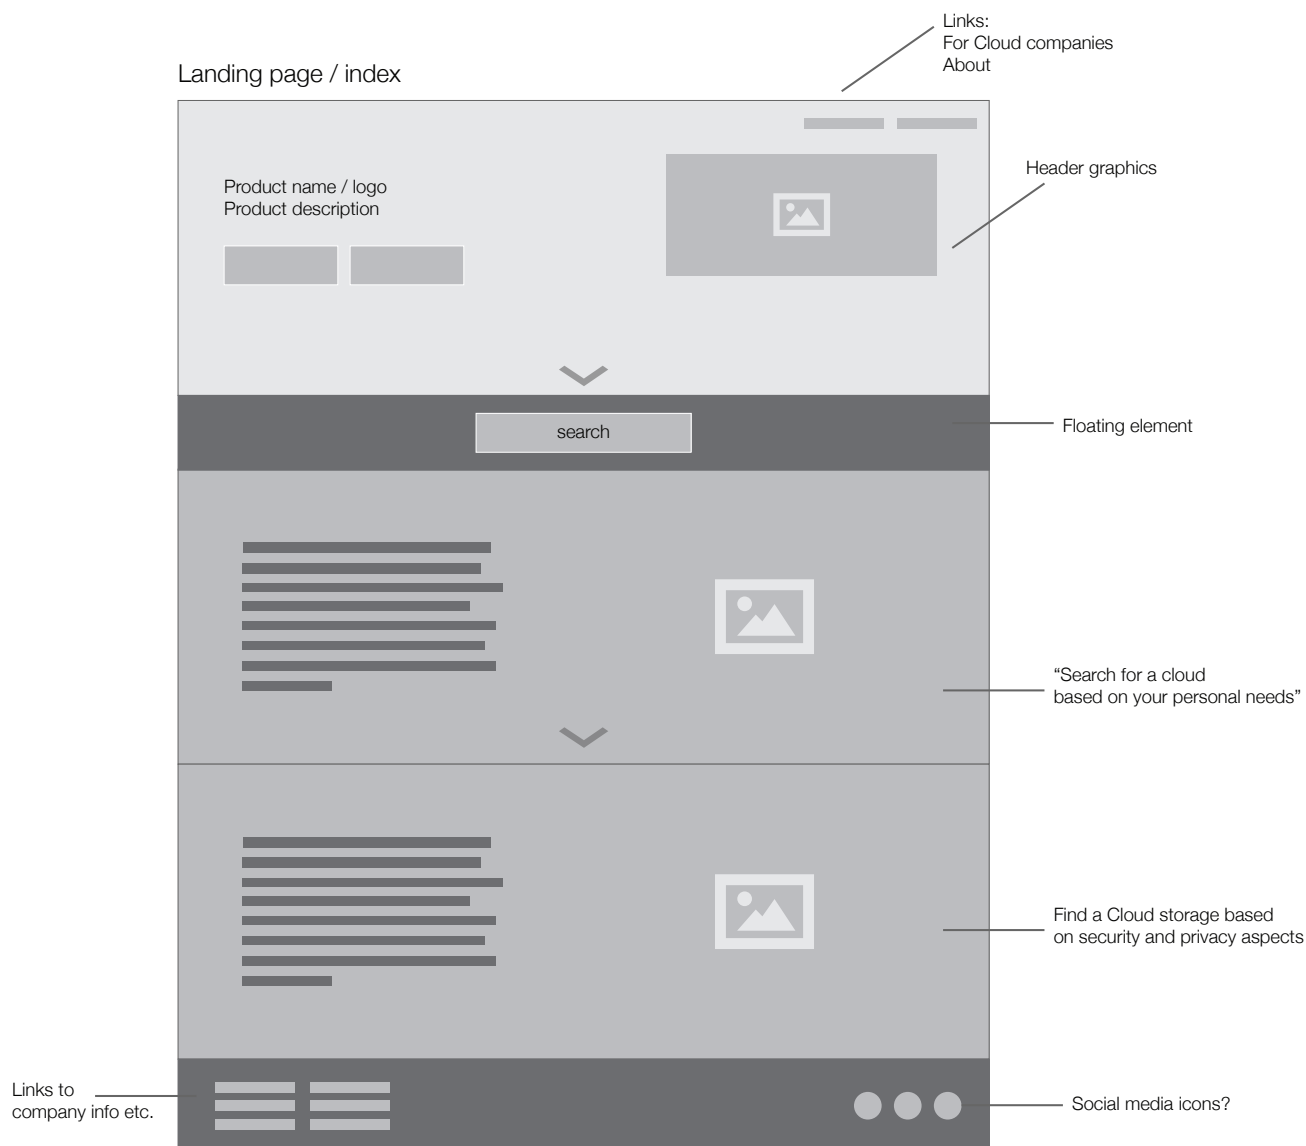 Links:
For Cloud companies
About
Landing page / index
Header graphics
Product name / logo
Product description
search
Floating element
“Search for a cloud
based on your personal needs”
Find a Cloud storage based
on security and privacy aspects
Links to
company info etc.
Social media icons?